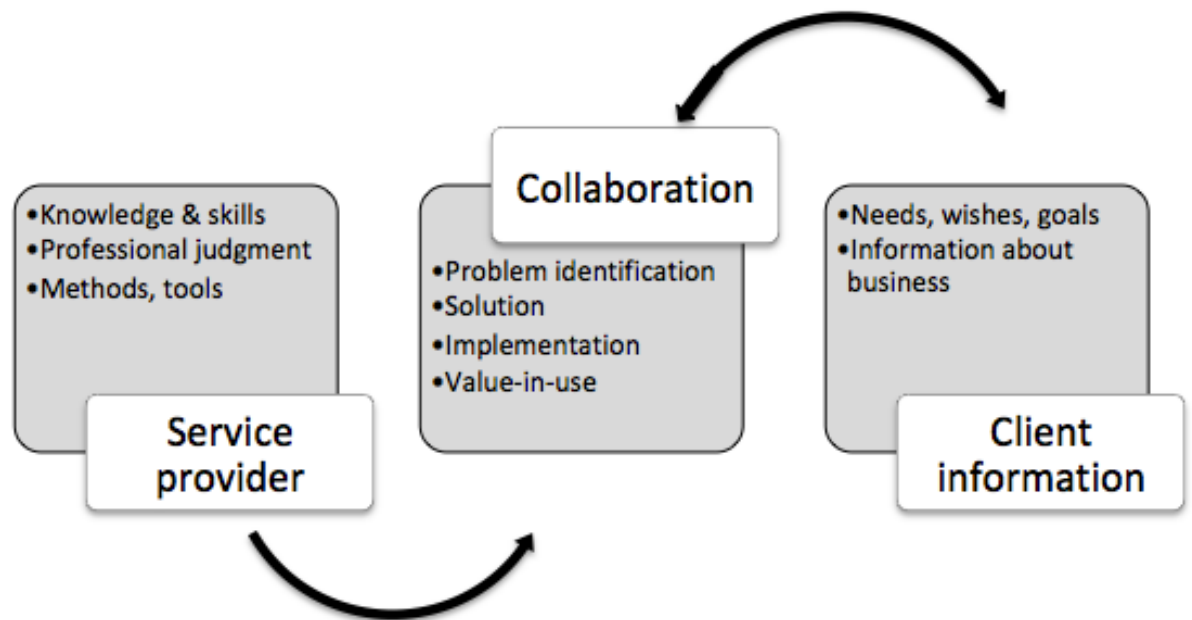 •Knowledge & skills
•Professional judgment
•Methods, tools
Service
provider
Collaboration
•Problem identification
•Solution
•Implementation
•Value-in-use
•Needs, wishes, goals
•Information about
business
Client
information